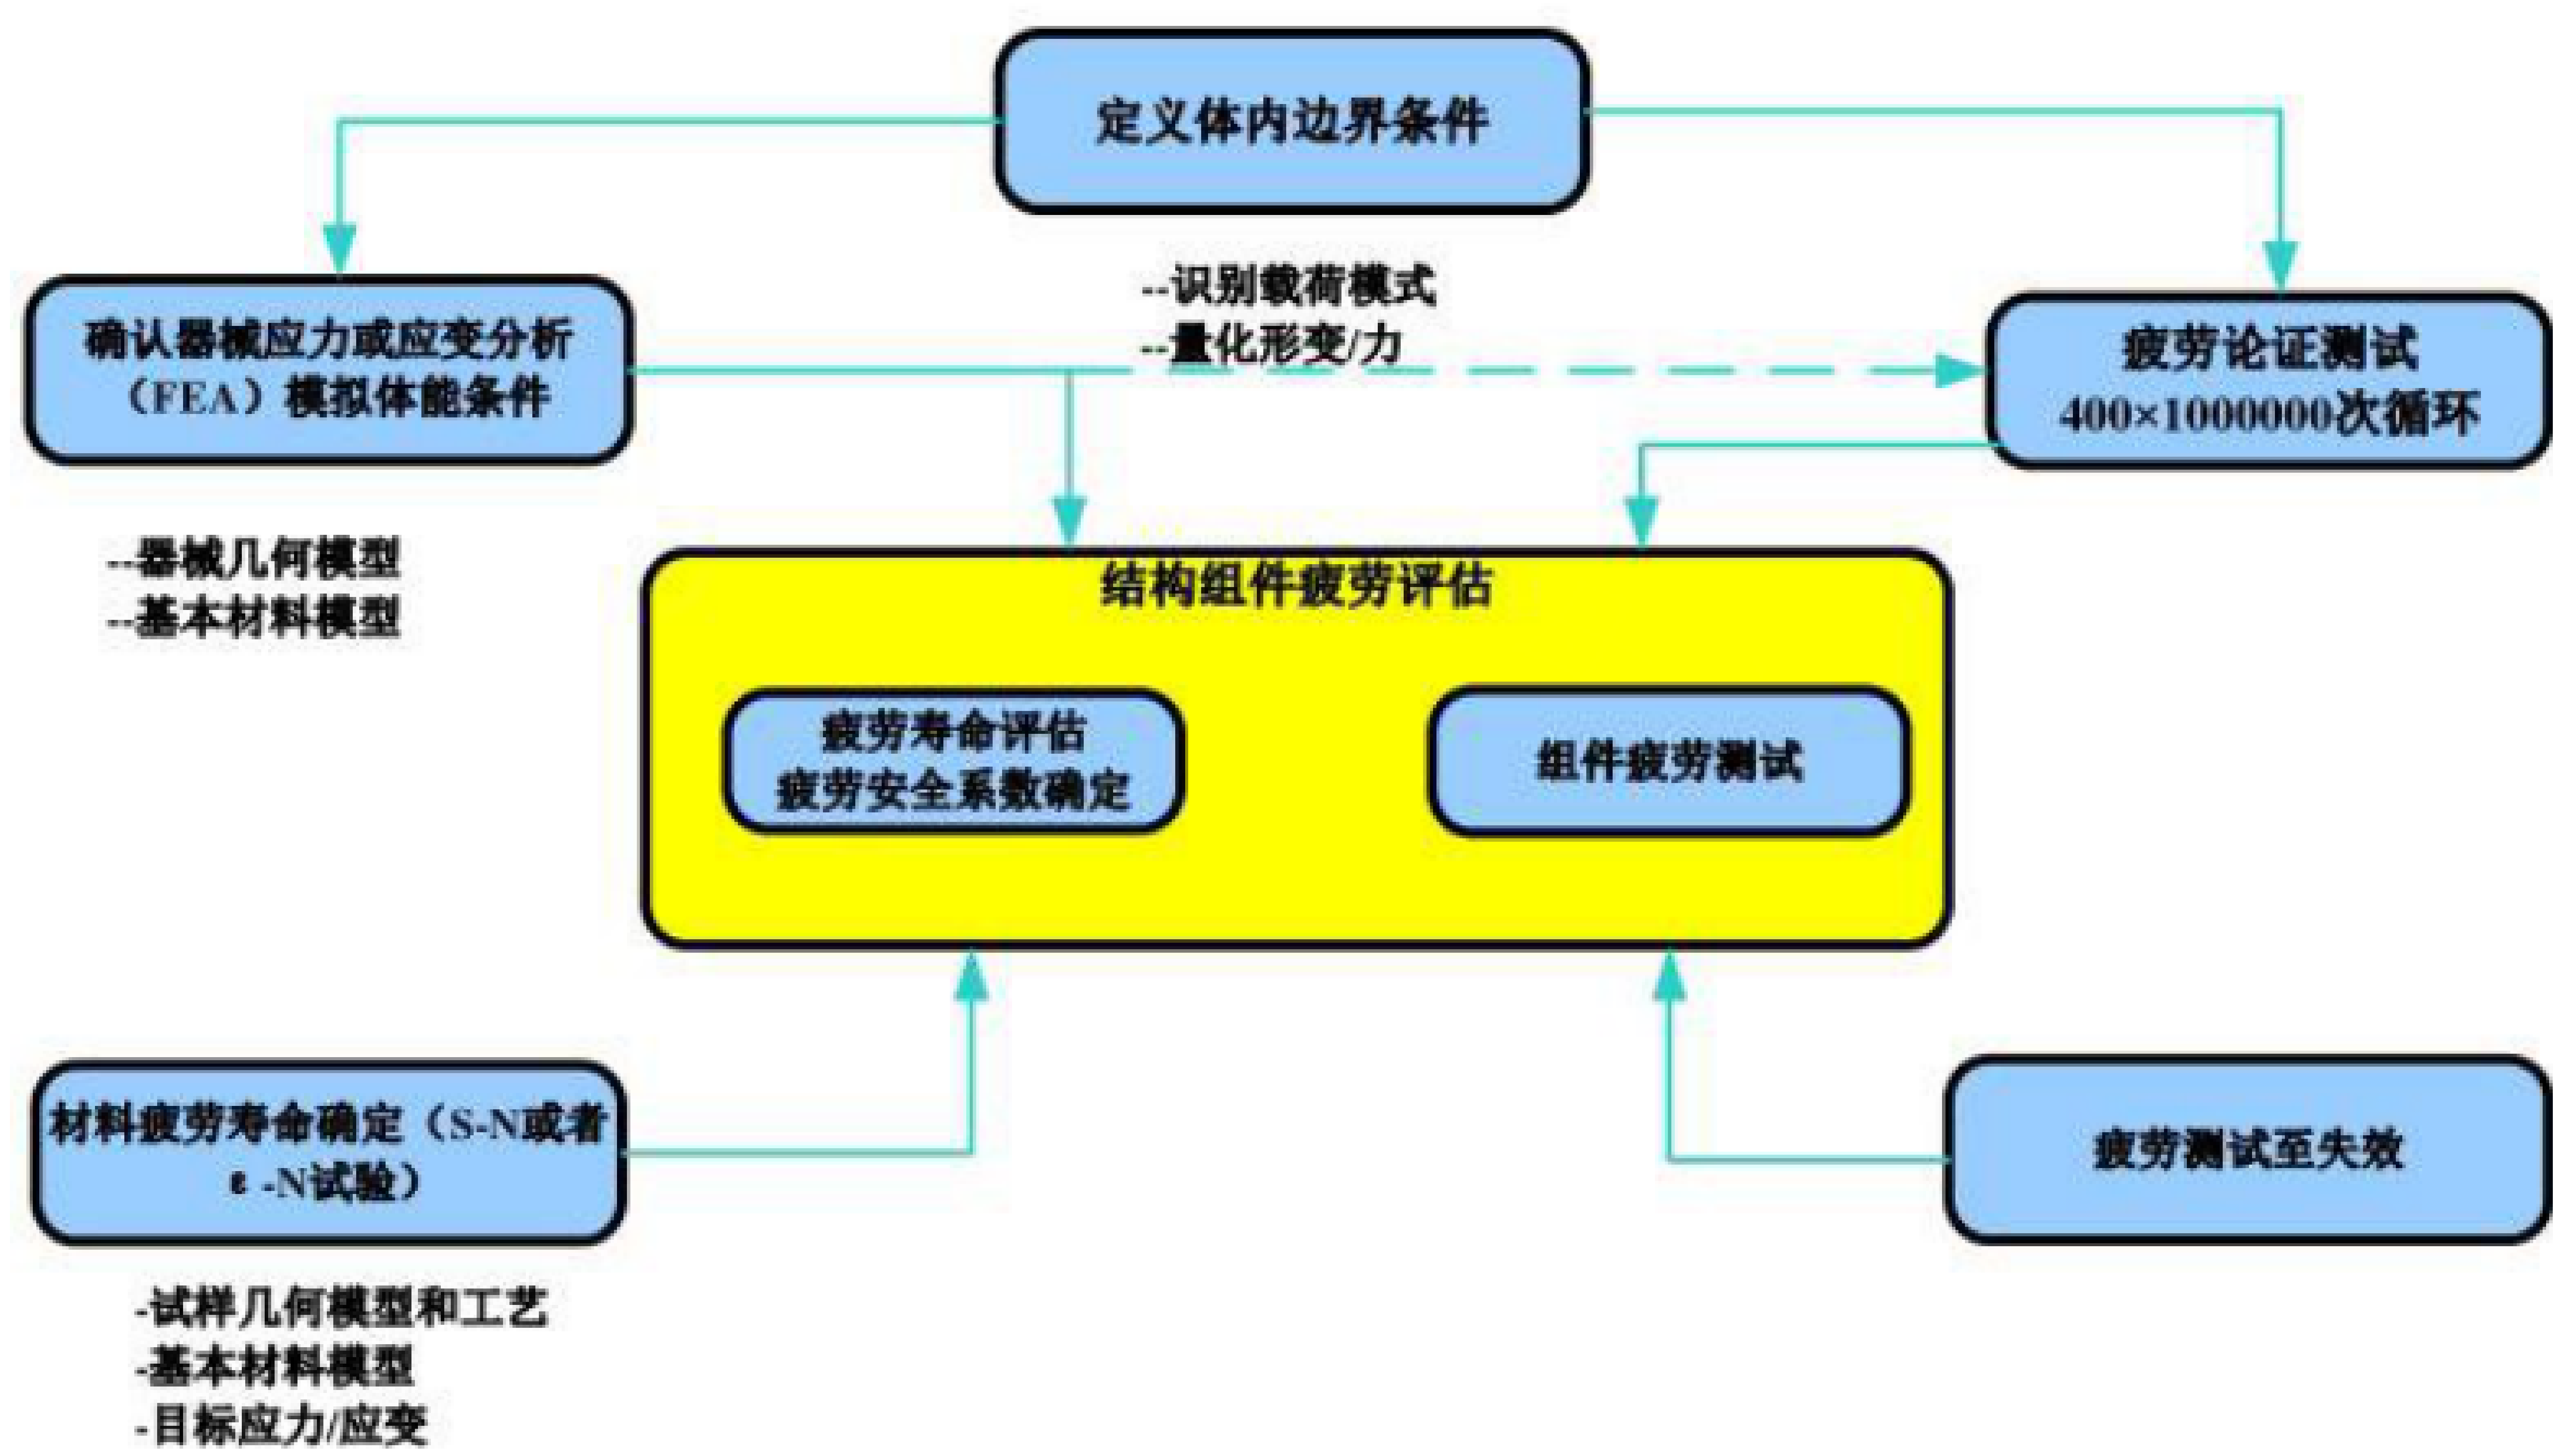 定义体内边界条件
--识别载荷模式
--量化形变/力
确认器械应力或应变分析
（FEA）模拟体能条件
--器械几何模型
--基本材料模型
疲劳论证测试
400×1000000次循环
结构组件疲劳评估
疲劳寿命评估
疲劳安全系数确定
组件疲劳测试
材料疲劳寿命确定（S-N或者
ε -N试验）
-试样几何模型和工艺
-基本材料模型
-目标应力/应变
疲劳测试至失效